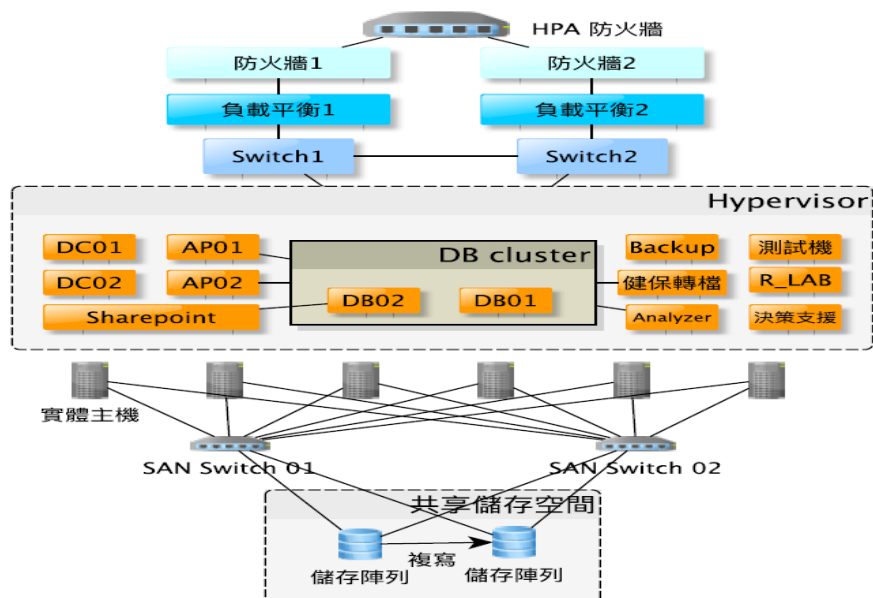 HPA 防火牆
防火牆1
防火牆2
負載平衡1
負載平衡2
Switch1
Switch2
Hypervisor
DC01
AP01
DB cluster
Backup
測試機
DC02
AP02
健保轉檔
R_LAB
DB02
DB01
Sharepoint
Analyzer
決策支援
實體主機
SAN Switch 01
SAN Switch 02
共享儲存空間
複寫
儲存陣列
儲存陣列